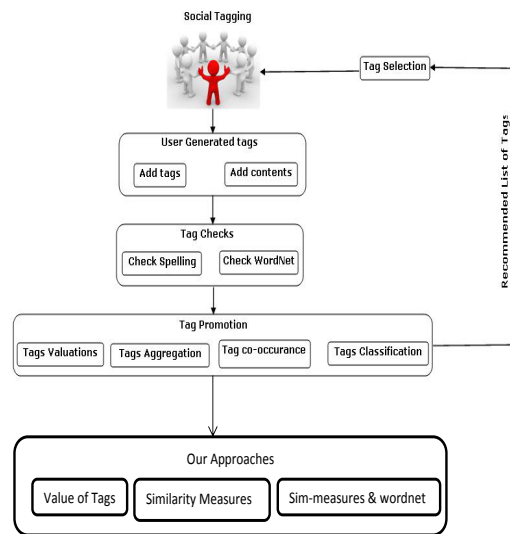 Social Tagging
Tag Selection
Recommended List of Tags
User Generated tags
Add tags
Add contents
Tag Checks
Check Spelling
Check WordNet
Tag Promotion
Tags Valuations
Tags Aggregation
Tag co-occurance
Tags Classification
Our Approaches
Value of Tags
Similarity Measures
Sim-measures & wordnet